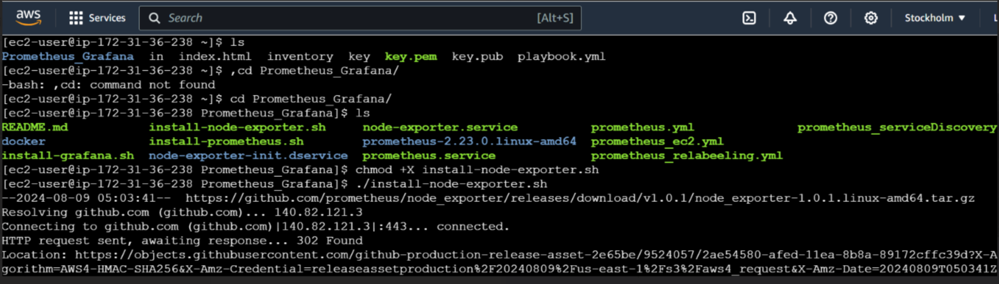 aws Services Search [Alt+S] Stockholm
[ec2-user@ip-172-31-36-238 ~]$ ls
Prometheus_Grafana in index.html inventory key key.pem key.pub playbook.yml
[ec2-user@ip-172-31-36-238 ~]$ ,cd Prometheus_Grafana/
-bash: ,cd: command not found
[ec2-user@ip-172-31-36-238 ~]$ cd Prometheus_Grafana/
[ec2-user@ip-172-31-36-238 Prometheus_Grafana]$ ls
README.md install-node-exporter.sh node-exporter.service prometheus.yml prometheus_serviceDiscovery
docker install-prometheus.sh prometheus-2.23.0.linux-amd64 prometheus_ec2.yml
install-grafana.sh node-exporter-init.dservice prometheus.service prometheus_relabeeling.yml
[ec2-user@ip-172-31-36-238 Prometheus_Grafana]$ chmod +X install-node-exporter.sh
[ec2-user@ip-172-31-36-238 Prometheus_Grafana]$ ./install-node-exporter.sh
--2024-08-09 05:03:41-- https://github.com/prometheus/node_exporter/releases/download/v1.0.1/node_exporter-1.0.1.linux-amd64.tar.gz
Resolving github.com (github.com)... 140.82.121.3
Connecting to github.com (github.com)|140.82.121.3|:443... connected.
HTTP request sent, awaiting response... 302 Found
Location: https://objects.githubusercontent.com/github-production-release-asset-2e65be/9524057/2ae54580-afed-11ea-8b8a-89172cffc39d?X-A
gorithm=AWS4-HMAC-SHA256&X-Amz-Credential=releaseassetproduction%2F20240809%2Fus-east-1%2Fs3%2Faws4_request&X-Amz-Date=20240809T050341Z